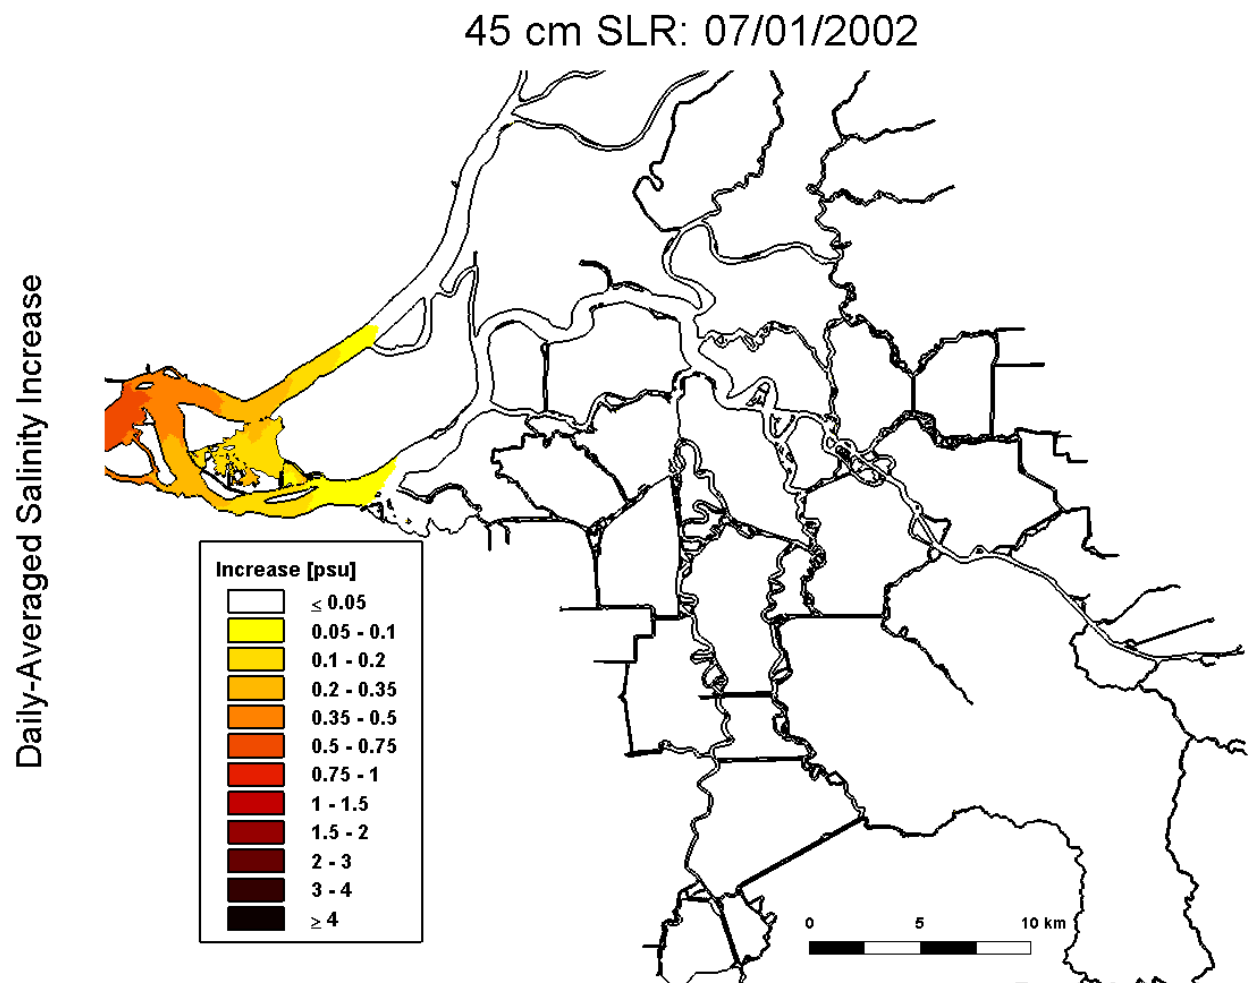 45 cm SLR: 07/01/2002
Daily-Averaged Salinity Increase
Increase [psu]
≤ 0.05
0.05 - 0.1
0.1 - 0.2
0.2 - 0.35
0.35 - 0.5
0.5 - 0.75
0.75 - 1
1 - 1.5
1.5 - 2
2 - 3
3 - 4
≥ 4
0 5 10 km